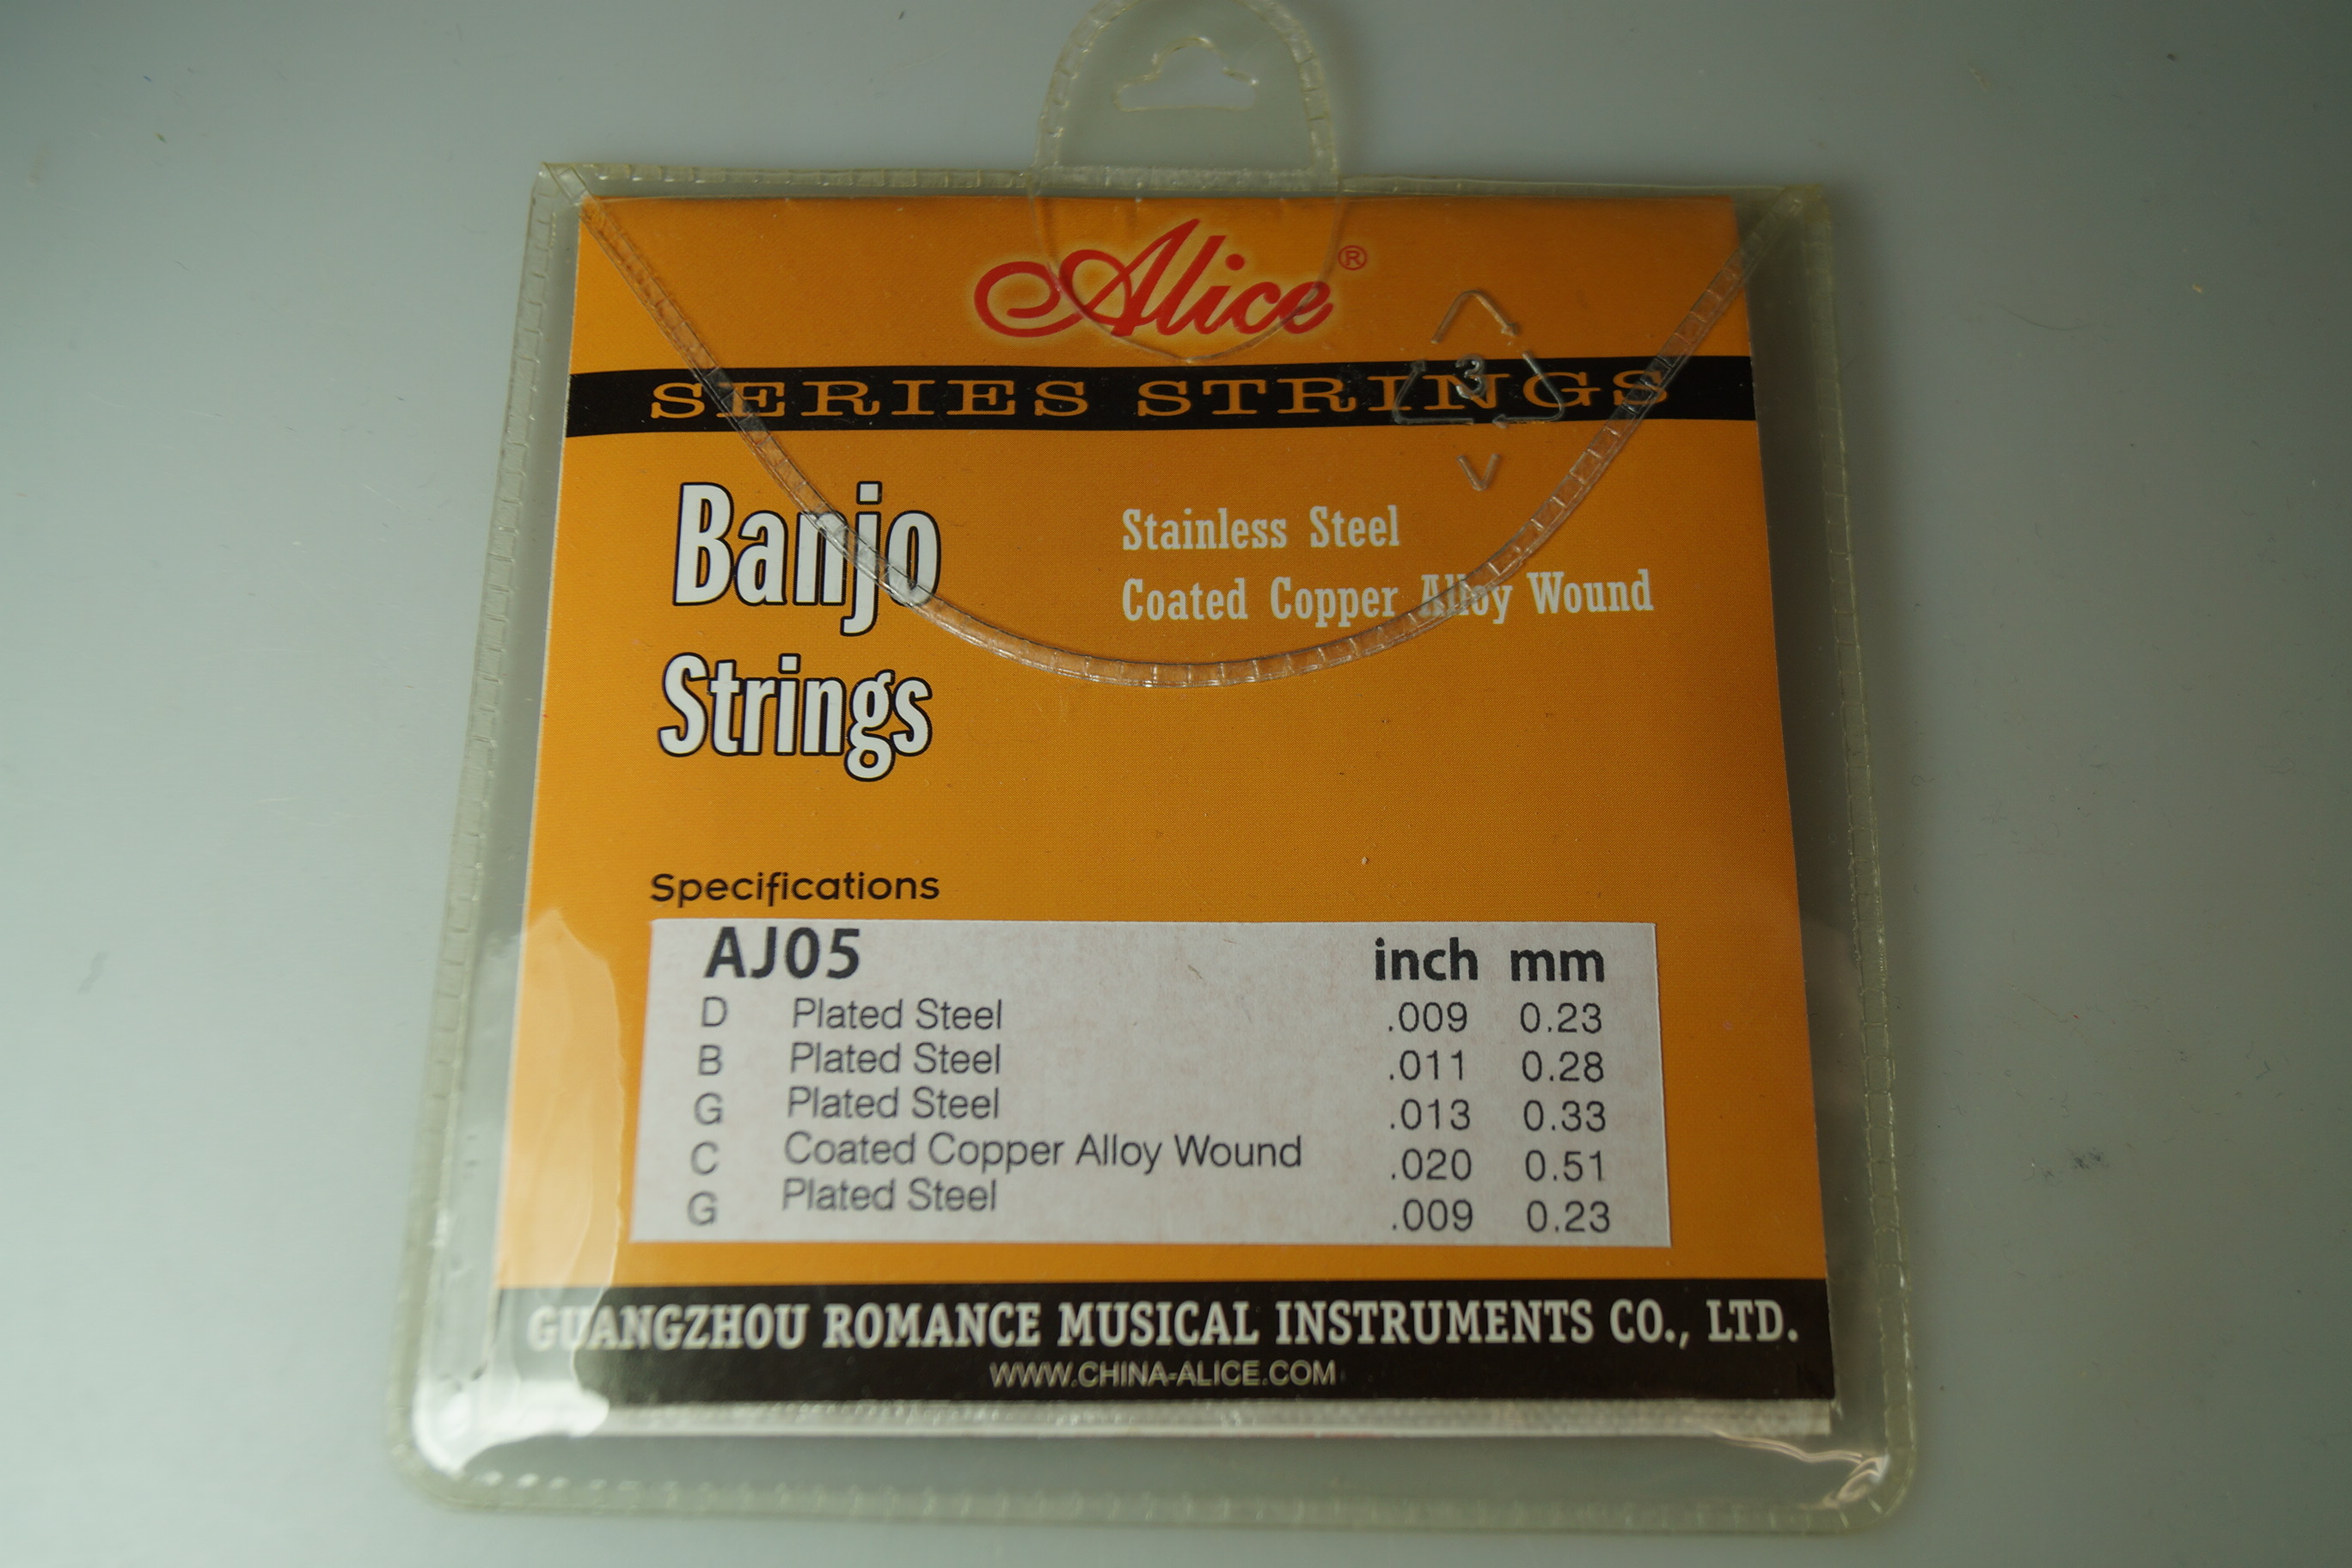 Alice®
SERIES STRINGS
3
Banjo
Strings
Stainless Steel
Coated Copper Alloy Wound
Specifications
AJ05 inch mm
D Plated Steel .009 0.23
B Plated Steel .011 0.28
G Plated Steel .013 0.33
C Coated Copper Alloy Wound .020 0.51
G Plated Steel .009 0.23
GUANGZHOU ROMANCE MUSICAL INSTRUMENTS CO., LTD.
WWW.CHINA-ALICE.COM